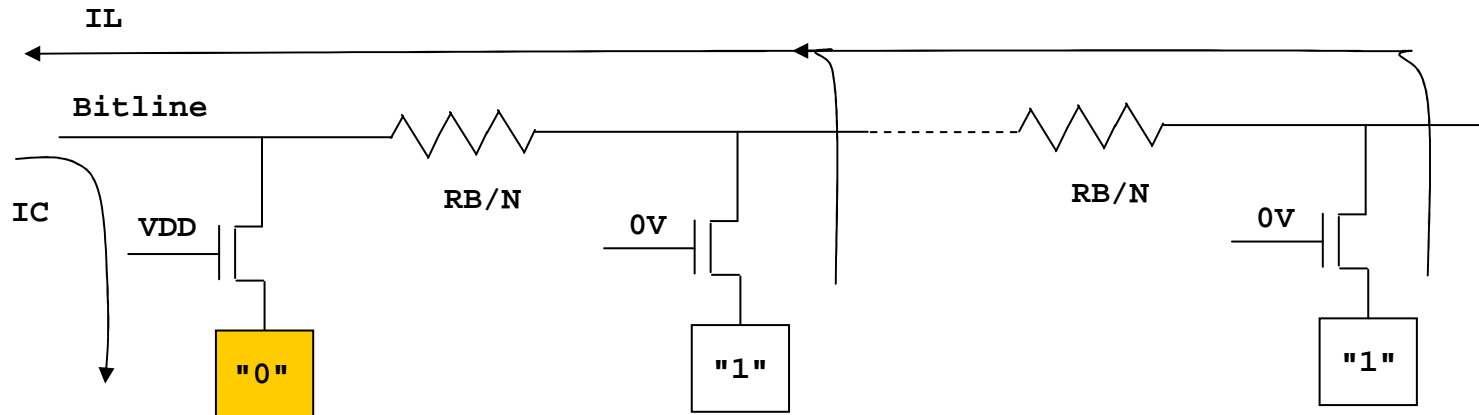 IL
Bitline
IC
VDD
RB/N
0V
RB/N
0V
"0"
"1"
"1"